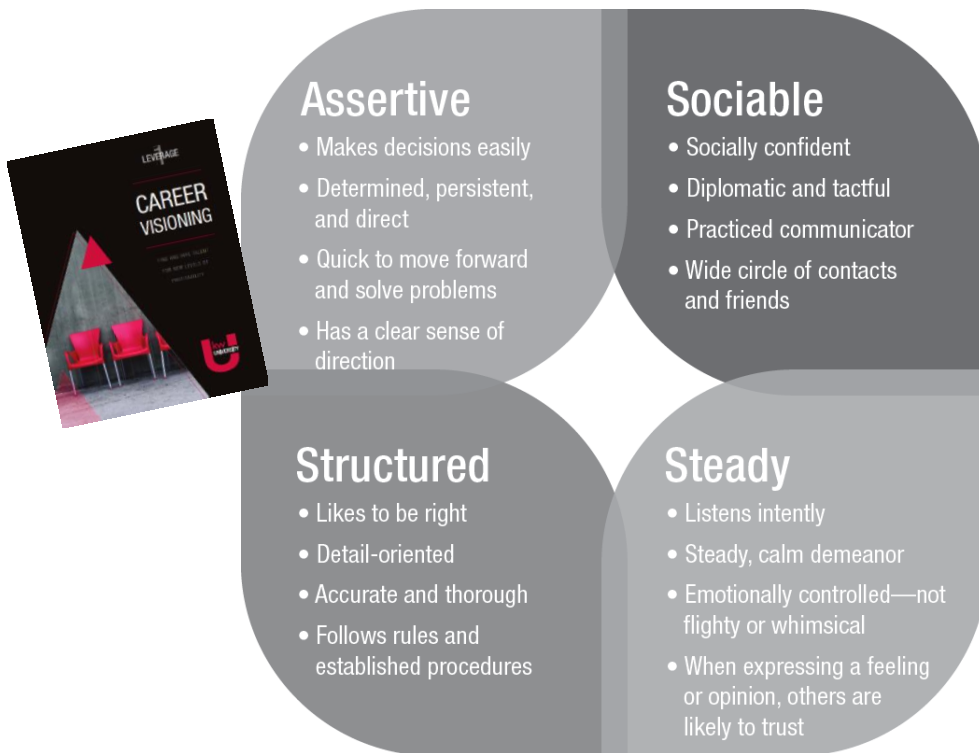 LEVERAGE
CAREER
VISIONING
KW
UNIVERSITY
Assertive
• Makes decisions easily
• Determined, persistent,
and direct
• Quick to move forward
and solve problems
• Has a clear sense of
direction
Sociable
• Socially confident
• Diplomatic and tactful
• Practiced communicator
• Wide circle of contacts
and friends
Structured
• Likes to be right
• Detail-oriented
• Accurate and thorough
• Follows rules and
established procedures
Steady
• Listens intently
• Steady, calm demeanor
• Emotionally controlled—not
flighty or whimsical
• When expressing a feeling
or opinion, others are
likely to trust